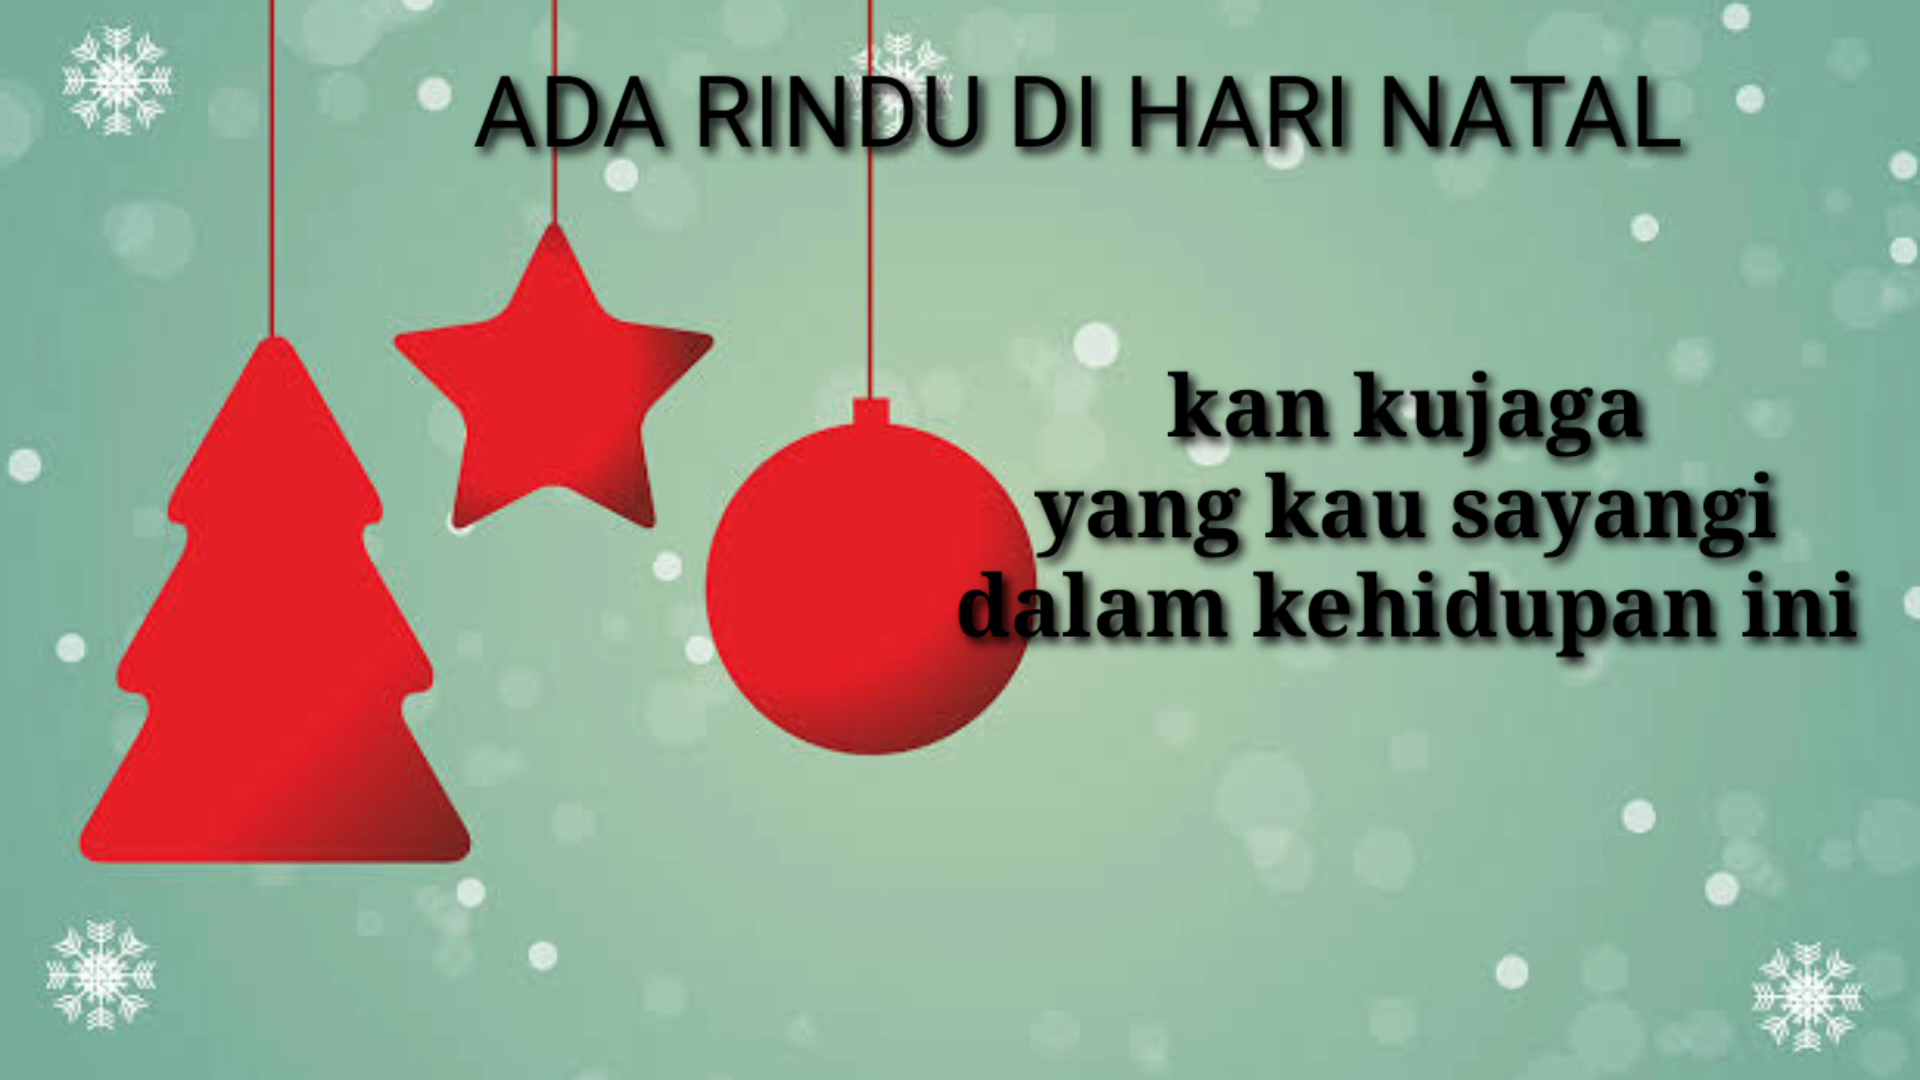 ADA RINDU DI HARI NATAL
kan kujaga
yang kau sayangi
dalam kehidupan ini